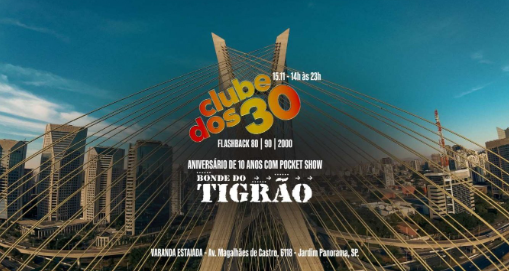 15.11 - 14h às 23h
clube
dos 30
FLASHBACK 80 | 90 | 2000
ANIVERSÁRIO DE 10 ANOS COM POCKET SHOW
BONDE DO
TIGRÃO
VARANDA ESTAIADA - Av. Magalhães de Castro, 6118 - Jardim Panorama, SP.